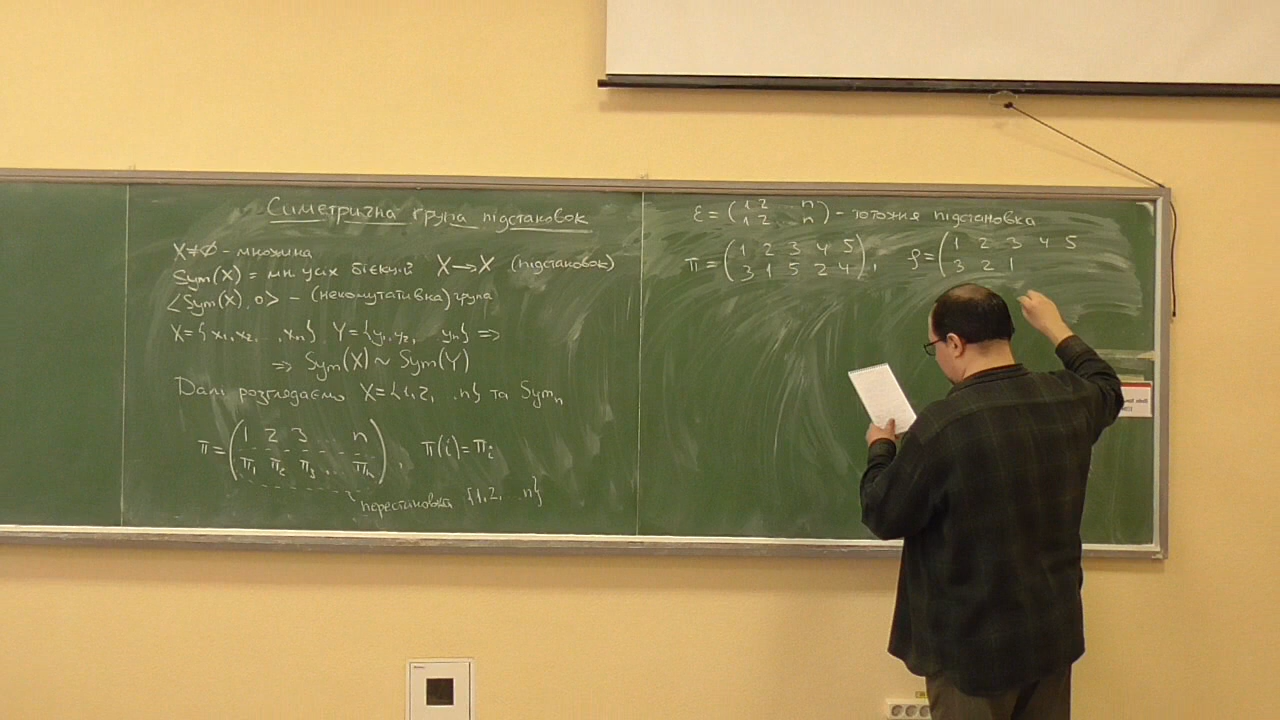 Симетрична група підстановок
X≠∅ - множина
Sym(X) = мн. усіх бієкцій X→X (підстановок)
⟨Sym(X), ∘⟩ - (некомутативна) група
X={x₁,x₂,...,xₙ}, Y={y₁,y₂,...,yₙ} ⇒
⇒ Sym(X) ~ Sym(Y)
Далі розглядаємо X={1,2,...n} та Symₙ
π = ( 1 2 3 ... n
π₁ π₂ π₃ ... πₙ ), π(i)=πᵢ
перестановка {1,2,...n}
ε = ( 1 2 ... n
1 2 ... n ) - тотожня підстановка
π = ( 1 2 3 4 5
3 1 5 2 4 ), ρ = ( 1 2 3 4 5
3 2 1